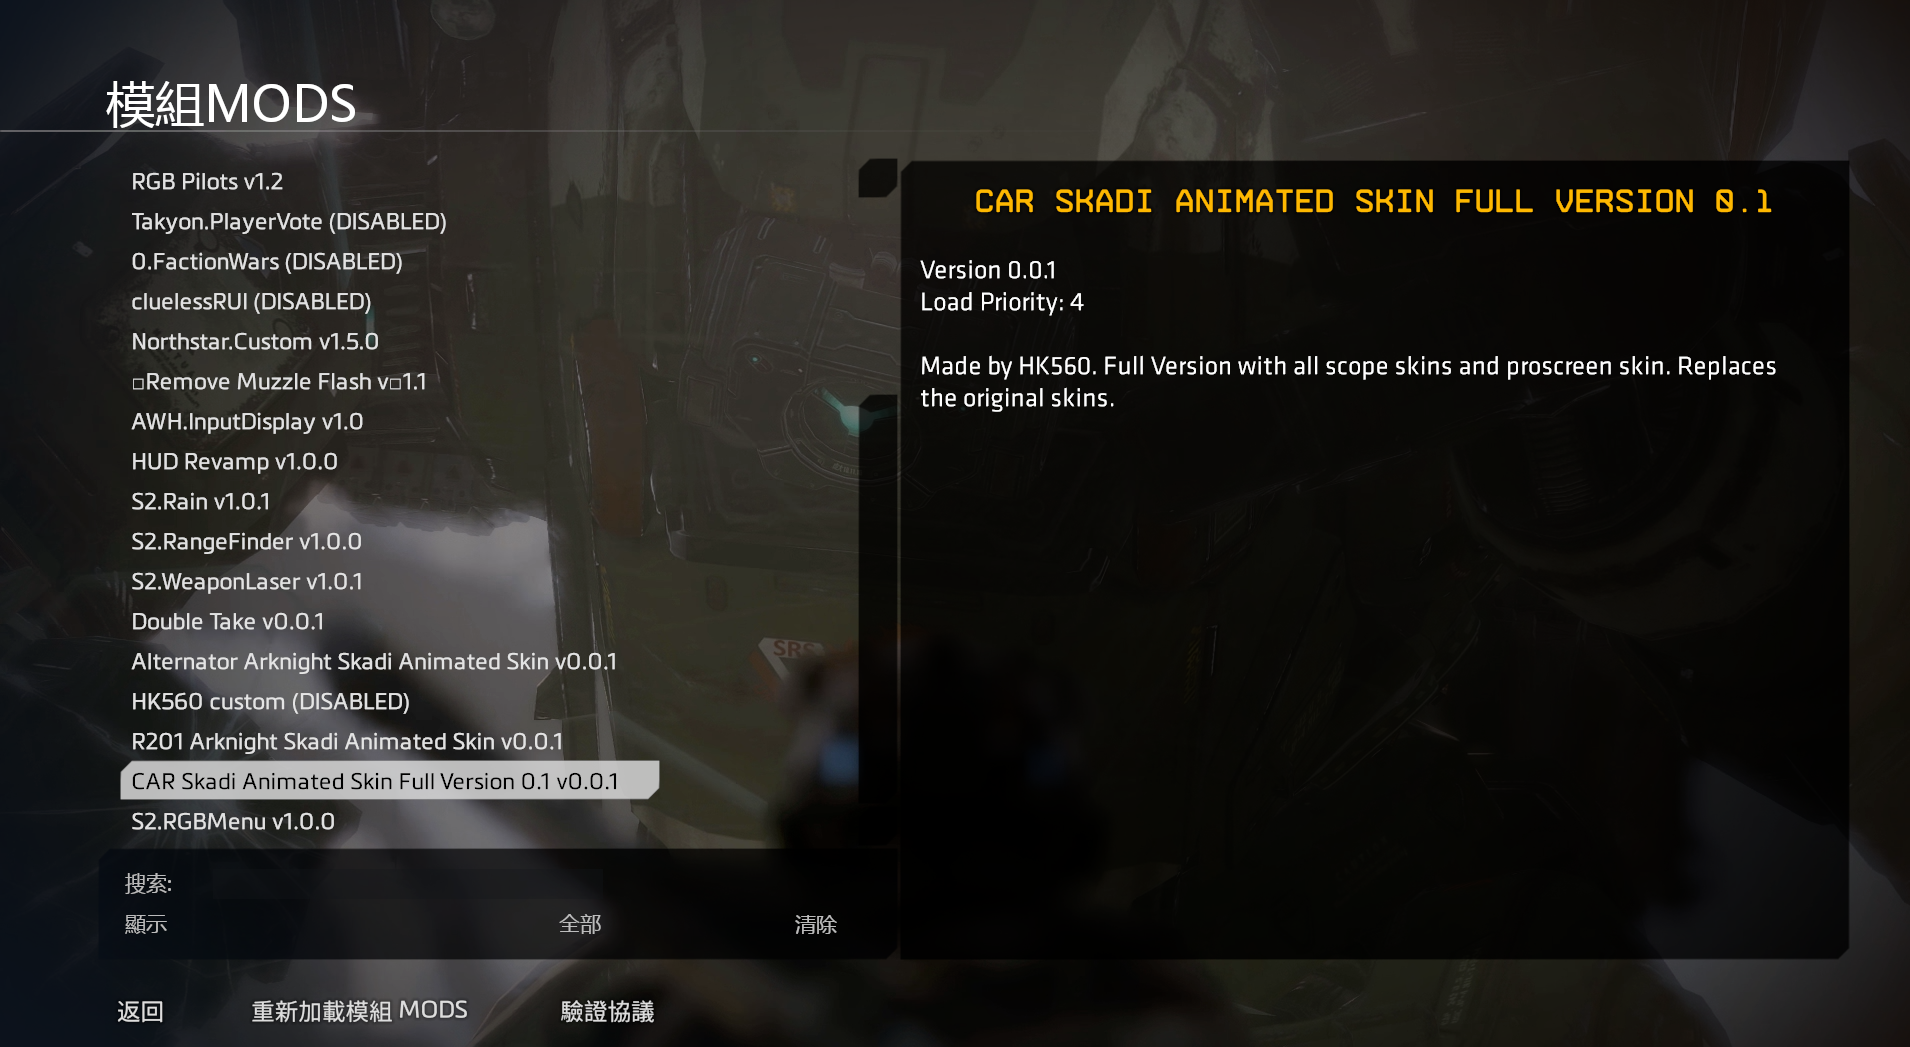 模組MODS
RGB Pilots v1.2
Takyon.PlayerVote (DISABLED)
0.FactionWars (DISABLED)
cluelessRUI (DISABLED)
Northstar.Custom v1.5.0
□Remove Muzzle Flash v□1.1
AWH.InputDisplay v1.0
HUD Revamp v1.0.0
S2.Rain v1.0.1
S2.RangeFinder v1.0.0
S2.WeaponLaser v1.0.1
Double Take v0.0.1
Alternator Arknight Skadi Animated Skin v0.0.1
HK560 custom (DISABLED)
R201 Arknight Skadi Animated Skin v0.0.1
CAR Skadi Animated Skin Full Version 0.1 v0.0.1
S2.RGBMenu v1.0.0
搜索:
顯示 全部 清除
返回 重新加載模組 MODS 驗證協議
CAR SKADI ANIMATED SKIN FULL VERSION 0.1
Version 0.0.1
Load Priority: 4
Made by HK560. Full Version with all scope skins and proscreen skin. Replaces
the original skins.
SRS